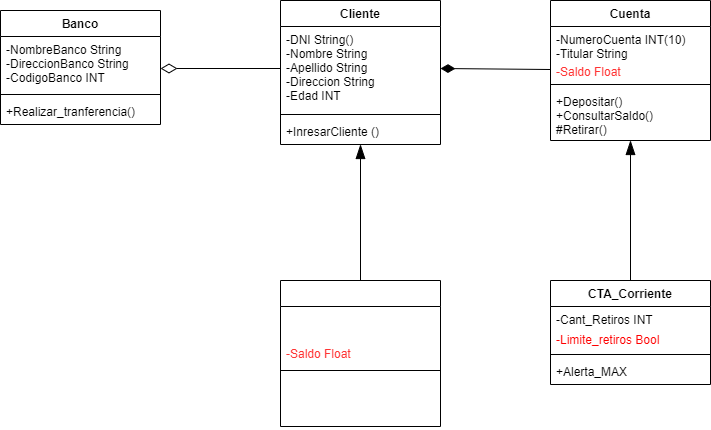 Banco
-NombreBanco String
-DireccionBanco String
-CodigoBanco INT
+Realizar_tranferencia()
Cliente
-DNI String()
-Nombre String
-Apellido String
-Direccion String
-Edad INT
+InresarCliente ()
Cuenta
-NumeroCuenta INT(10)
-Titular String
-Saldo Float
+Depositar()
+ConsultarSaldo()
#Retirar()
-Saldo Float
CTA_Corriente
-Cant_Retiros INT
-Limite_retiros Bool
+Alerta_MAX